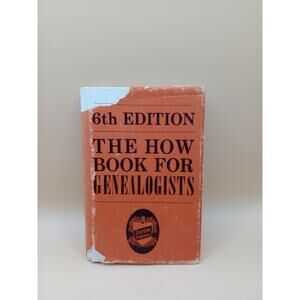 6th EDITION
THE HOW
BOOK FOR
GENEALOGISTS